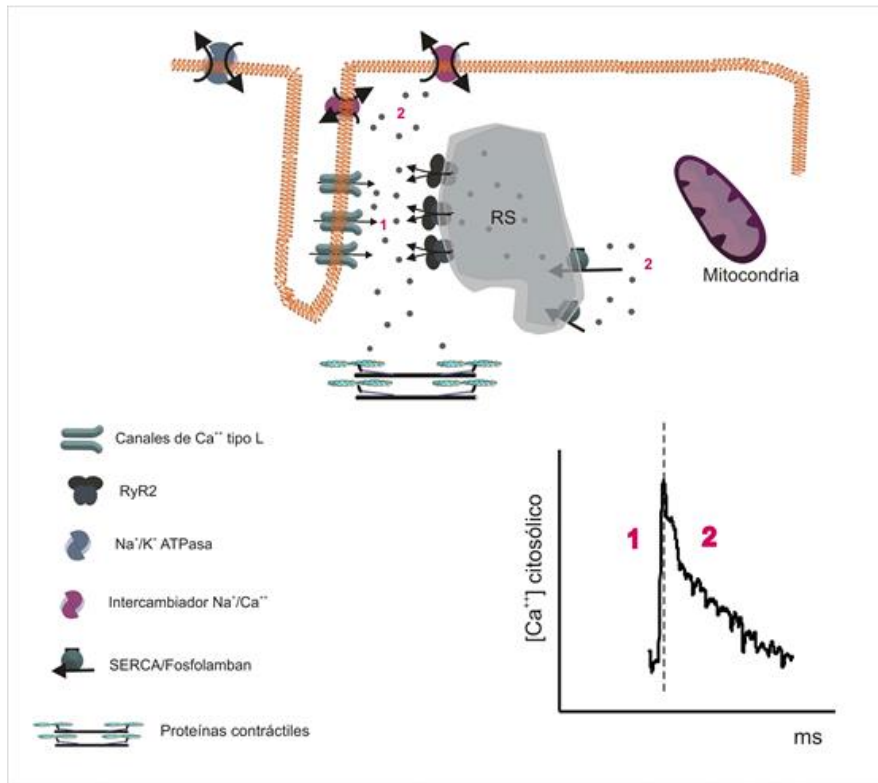 2
1
RS
2
Mitocondria
Canales de Ca⁺⁺ tipo L
RyR2
Na⁺/K⁺ ATPasa
Intercambiador Na⁺/Ca⁺⁺
SERCA/Fosfolamban
Proteínas contráctiles
[Ca⁺⁺] citosólico
1
2
ms